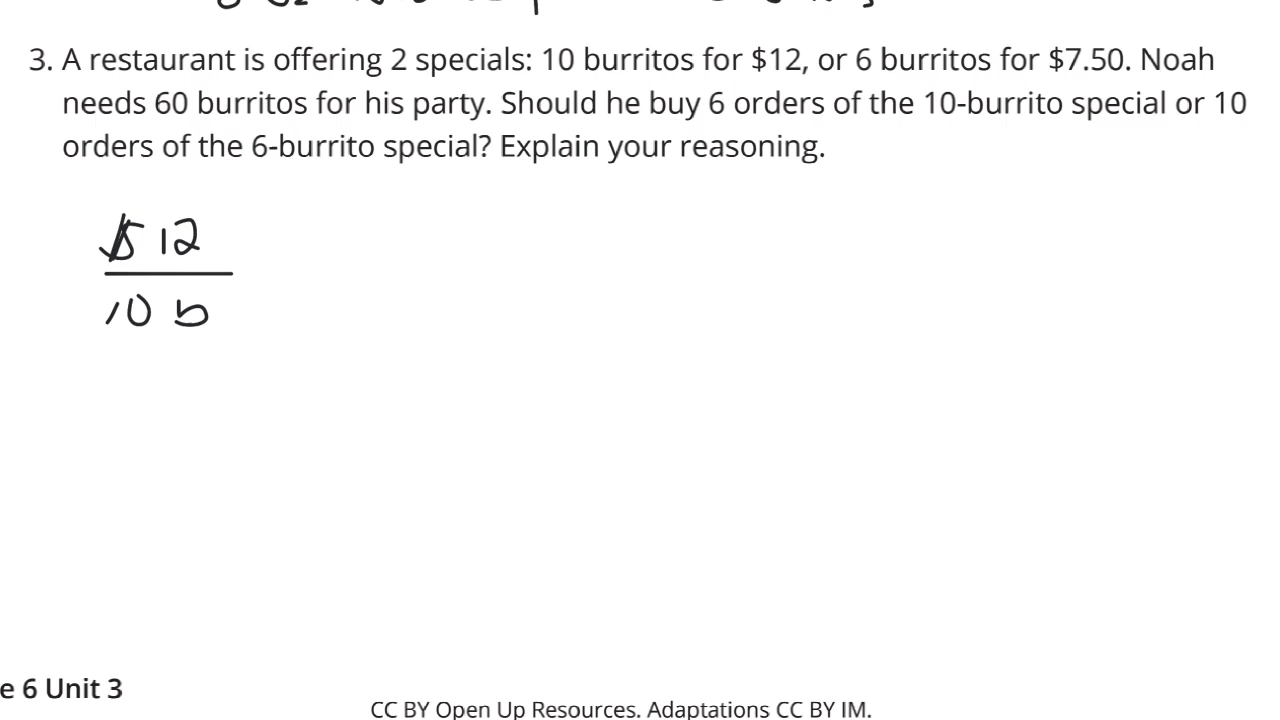 3. A restaurant is offering 2 specials: 10 burritos for $12, or 6 burritos for $7.50. Noah
needs 60 burritos for his party. Should he buy 6 orders of the 10-burrito special or 10
orders of the 6-burrito special? Explain your reasoning.
$ 12
10 b
e 6 Unit 3
CC BY Open Up Resources. Adaptations CC BY IM.